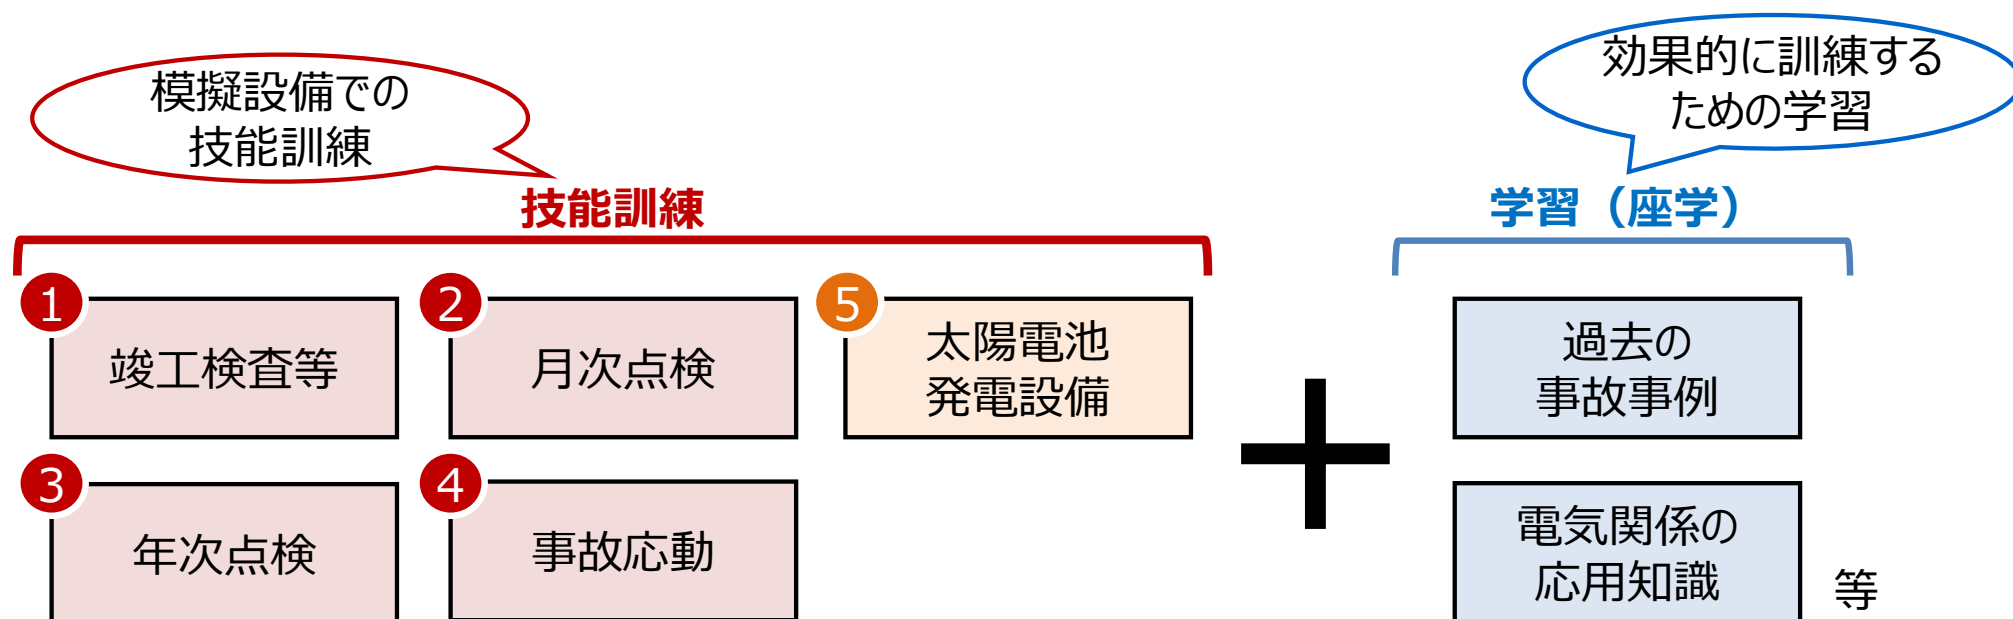 模擬設備での
技能訓練
効果的に訓練する
ための学習
技能訓練
学習（座学）
1
竣工検査等
2
月次点検
5
太陽電池
発電設備
3
年次点検
4
事故応動
＋
過去の
事故事例
電気関係の
応用知識
等